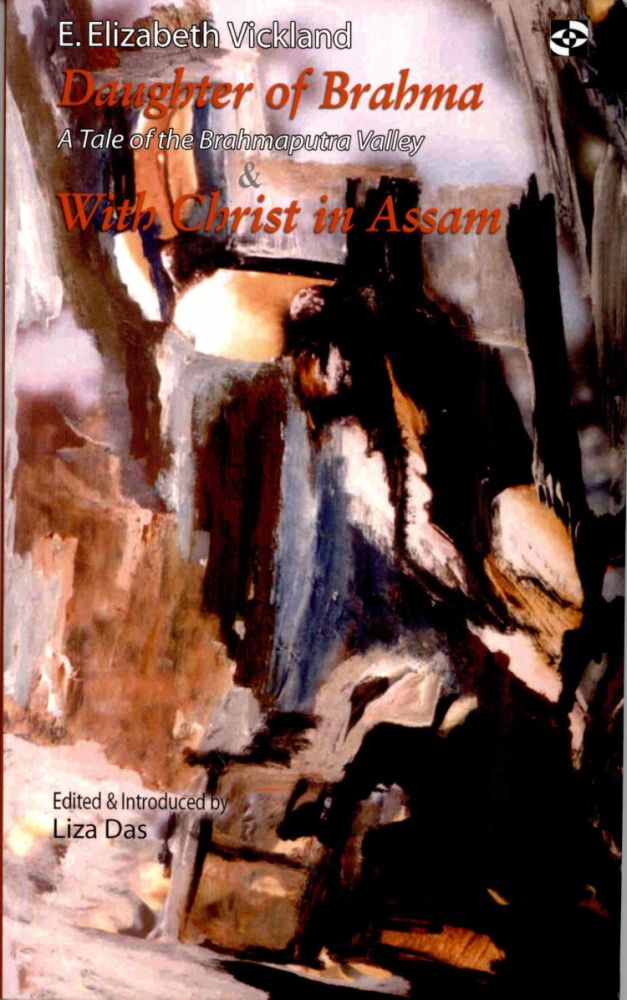 E. Elizabeth Vickland
Daughter of Brahma
A Tale of the Brahmaputra Valley
&
With Christ in Assam
Edited & Introduced by
Liza Das